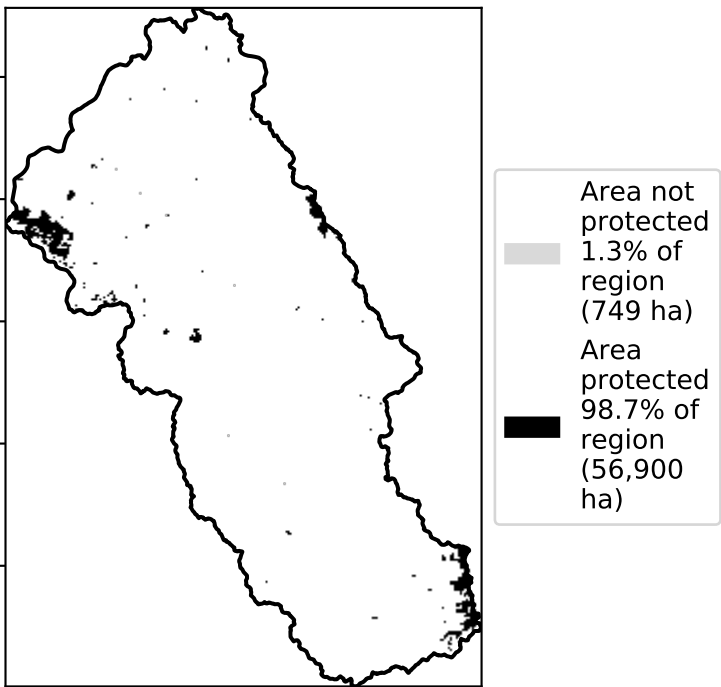 Area not
protected
1.3% of
region
(749 ha)
Area
protected
98.7% of
region
(56,900
ha)